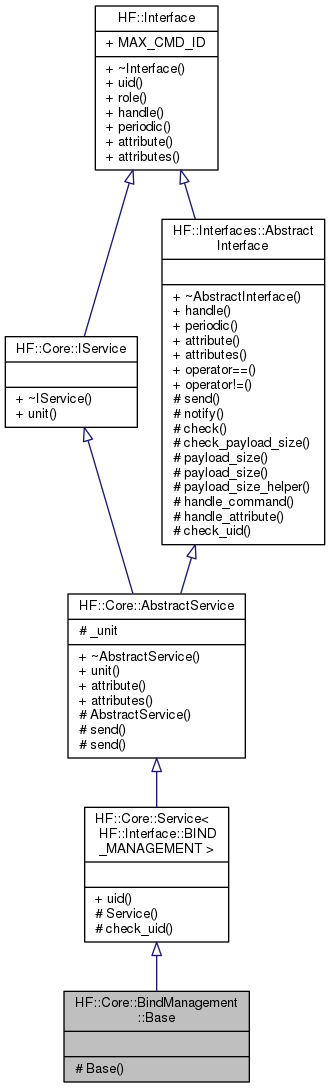 HF::Interface
+ MAX_CMD_ID
+ ~Interface()
+ uid()
+ role()
+ handle()
+ periodic()
+ attribute()
+ attributes()
HF::Interfaces::Abstract
Interface
+ ~AbstractInterface()
+ handle()
+ periodic()
+ attribute()
+ attributes()
+ operator==()
+ operator!=()
# send()
# notify()
# check()
# check_payload_size()
# payload_size()
# payload_size()
# payload_size_helper()
# handle_command()
# handle_attribute()
# check_uid()
HF::Core::IService
+ ~IService()
+ unit()
HF::Core::AbstractService
# _unit
+ ~AbstractService()
+ unit()
+ attribute()
+ attributes()
# AbstractService()
# send()
# send()
HF::Core::Service<
HF::Interface::BIND
_MANAGEMENT >
+ uid()
# Service()
# check_uid()
HF::Core::BindManagement
::Base
# Base()